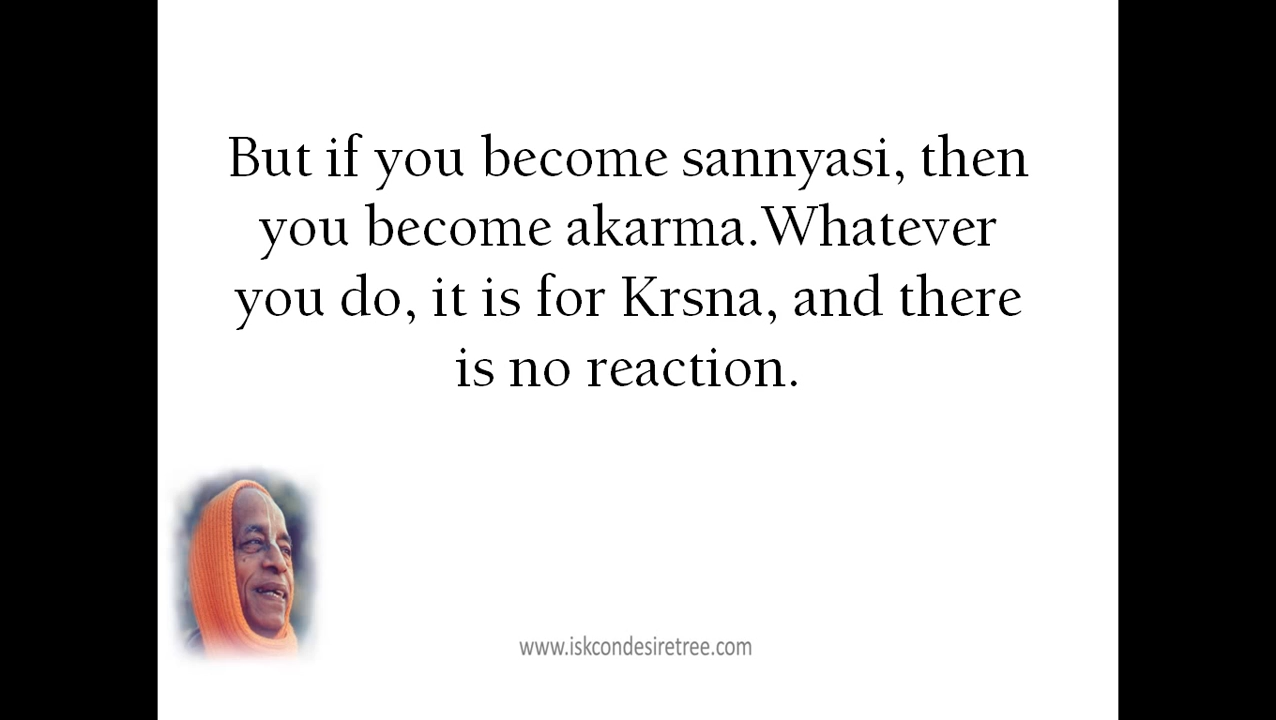 But if you become sannyasi, then
you become akarma.Whatever
you do, it is for Krsna, and there
is no reaction.
www.iskcondesiretree.com